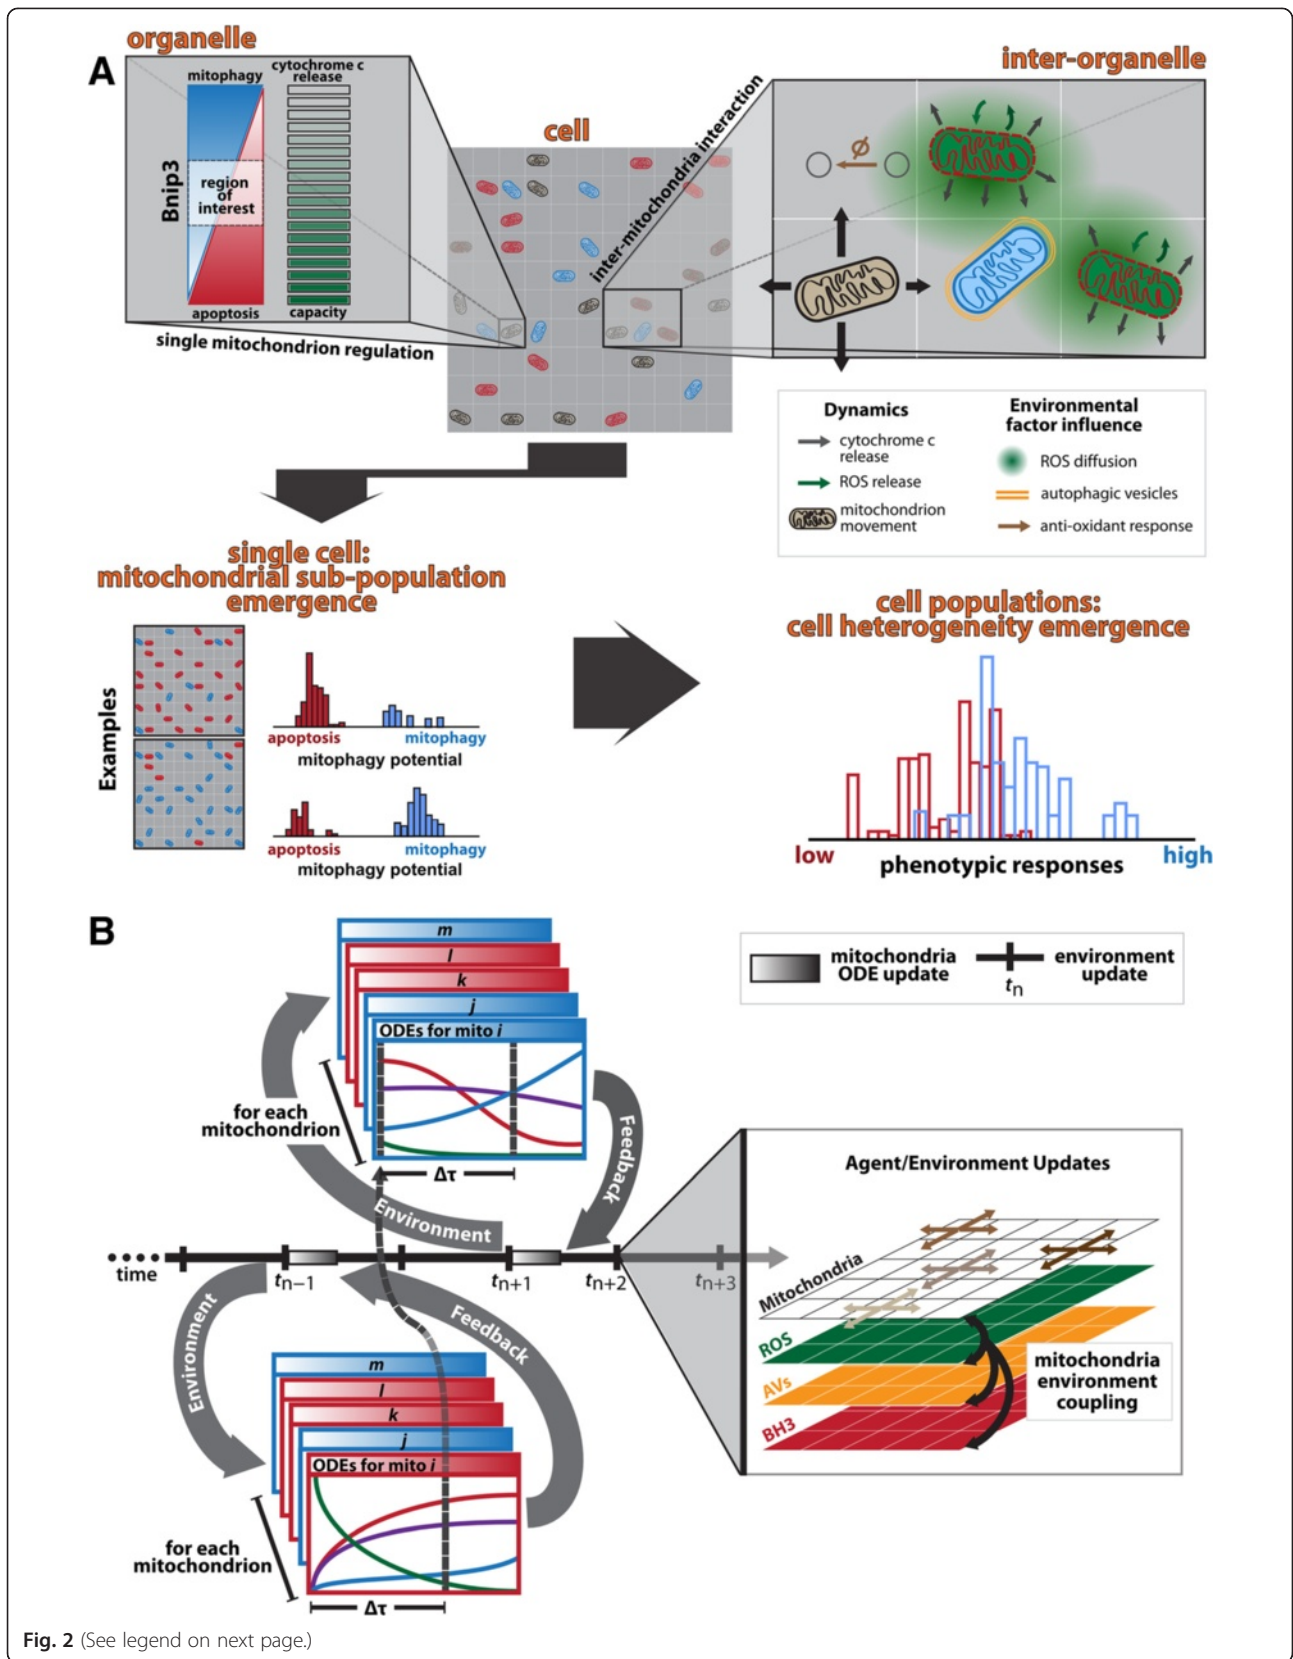 A
organelle
mitophagy
cytochrome c
release
Bnip3
region
of
interest
apoptosis
capacity
single mitochondrion regulation
cell
inter-mitochondria interaction
inter-organelle
Ø
Dynamics
cytochrome c
release
ROS release
mitochondrion
movement
Environmental
factor influence
ROS diffusion
autophagic vesicles
anti-oxidant response
single cell:
mitochondrial sub-population
emergence
Examples
apoptosis
mitophagy
mitophagy potential
apoptosis
mitophagy
mitophagy potential
cell populations:
cell heterogeneity emergence
low
high
phenotypic responses
B
m
l
k
j
ODEs for mito i
for each
mitochondrion
Δτ
Environment
Feedback
mitochondria
ODE update
tn
environment
update
time
tn−1
tn+1
tn+2
tn+3
Environment
Feedback
m
l
k
j
ODEs for mito i
for each
mitochondrion
Δτ
Agent/Environment Updates
Mitochondria
ROS
AVs
BH3
mitochondria
environment
coupling
Fig. 2 (See legend on next page.)